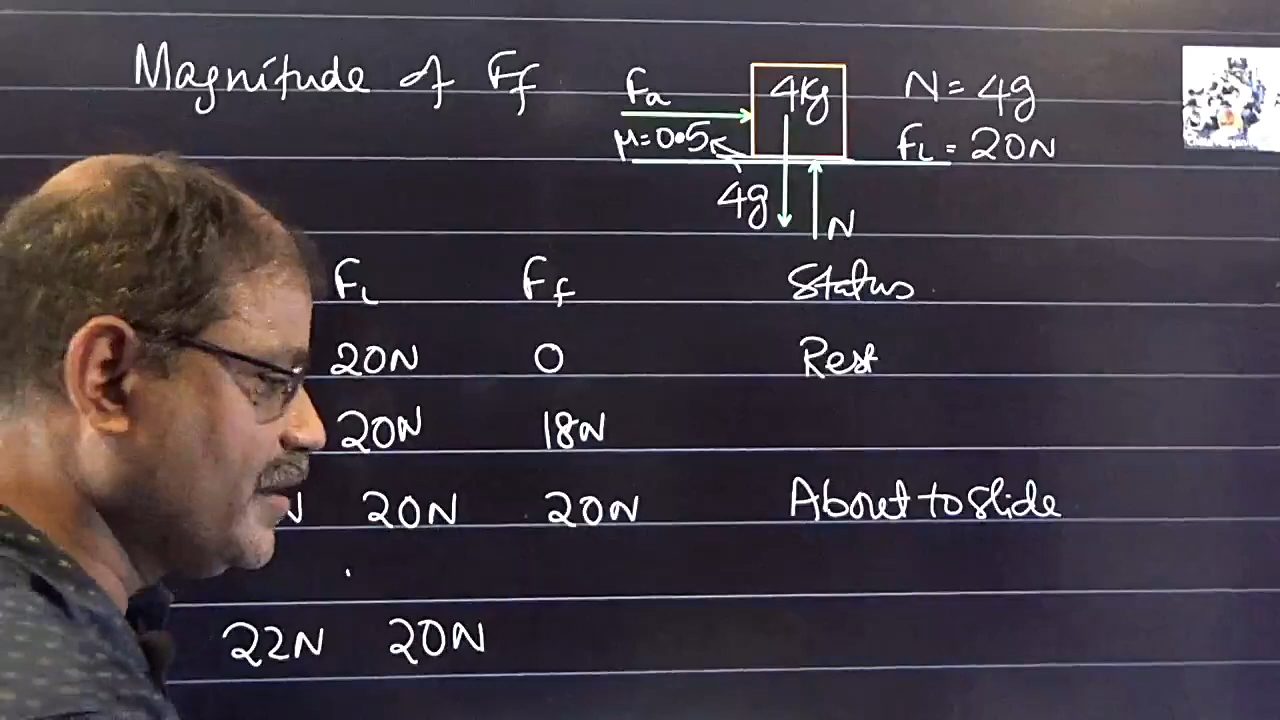 Magnitude of Ff
Fa
4Kg
N = 4g
μ=0.5
FL = 20N
4g
N
FL Ff Status
20N 0 Rest
20N 18N
N 20N 20N About to slide
22N 20N